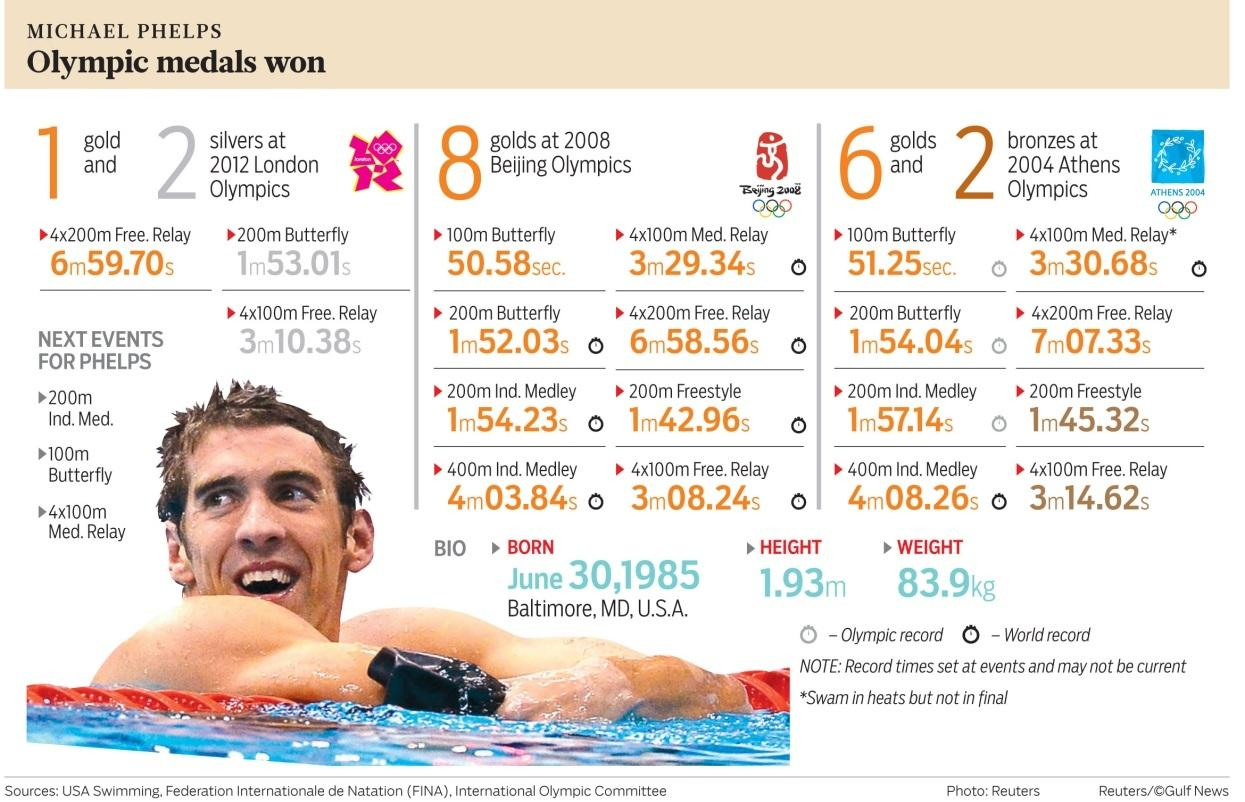 MICHAEL PHELPS
Olympic medals won
1 gold and
2 silvers at 2012 London Olympics
london
4x200m Free. Relay
6m59.70s
200m Butterfly
1m53.01s
4x100m Free. Relay
3m10.38s
NEXT EVENTS
FOR PHELPS
200m
Ind. Med.
100m
Butterfly
4x100m
Med. Relay
8 golds at 2008 Beijing Olympics
Beijing 2008
100m Butterfly
50.58sec.
4x100m Med. Relay
3m29.34s
200m Butterfly
1m52.03s
4x200m Free. Relay
6m58.56s
200m Ind. Medley
1m54.23s
200m Freestyle
1m42.96s
400m Ind. Medley
4m03.84s
4x100m Free. Relay
3m08.24s
6 golds and
2 bronzes at 2004 Athens Olympics
ATHENS 2004
100m Butterfly
51.25sec.
4x100m Med. Relay*
3m30.68s
200m Butterfly
1m54.04s
4x200m Free. Relay
7m07.33s
200m Ind. Medley
1m57.14s
200m Freestyle
1m45.32s
400m Ind. Medley
4m08.26s
4x100m Free. Relay
3m14.62s
BIO
BORN
June 30,1985
Baltimore, MD, U.S.A.
HEIGHT
1.93m
WEIGHT
83.9kg
– Olympic record
– World record
NOTE: Record times set at events and may not be current
*Swam in heats but not in final
Sources: USA Swimming, Federation Internationale de Natation (FINA), International Olympic Committee
Photo: Reuters
Reuters/©Gulf News